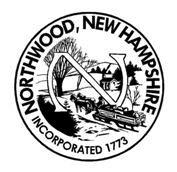 NORTHWOOD, NEW HAMPSHIRE
N
INCORPORATED 1773